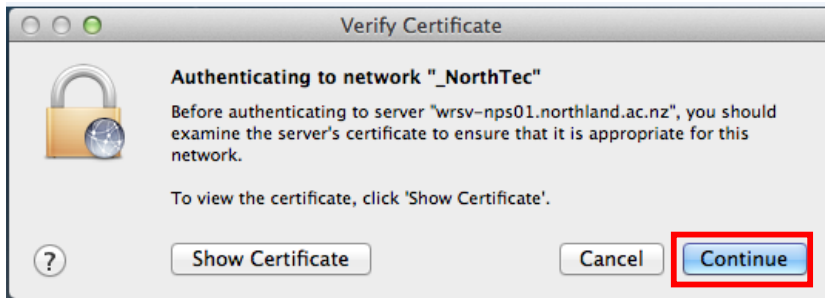 Verify Certificate
Authenticating to network "_NorthTec"
Before authenticating to server "wrsv-nps01.northland.ac.nz", you should
examine the server's certificate to ensure that it is appropriate for this
network.
To view the certificate, click 'Show Certificate'.
? Show Certificate Cancel Continue